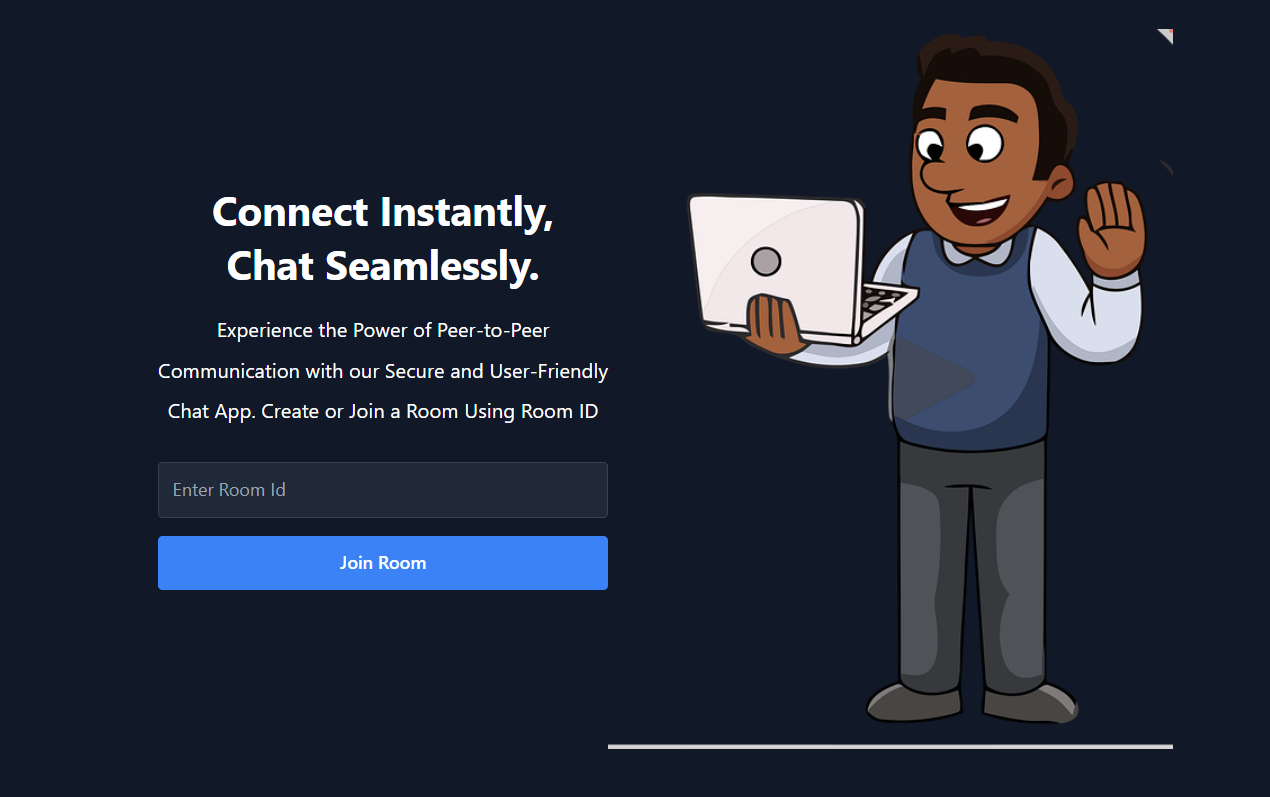 Connect Instantly,
Chat Seamlessly.
Experience the Power of Peer-to-Peer
Communication with our Secure and User-Friendly
Chat App. Create or Join a Room Using Room ID
Enter Room Id
Join Room